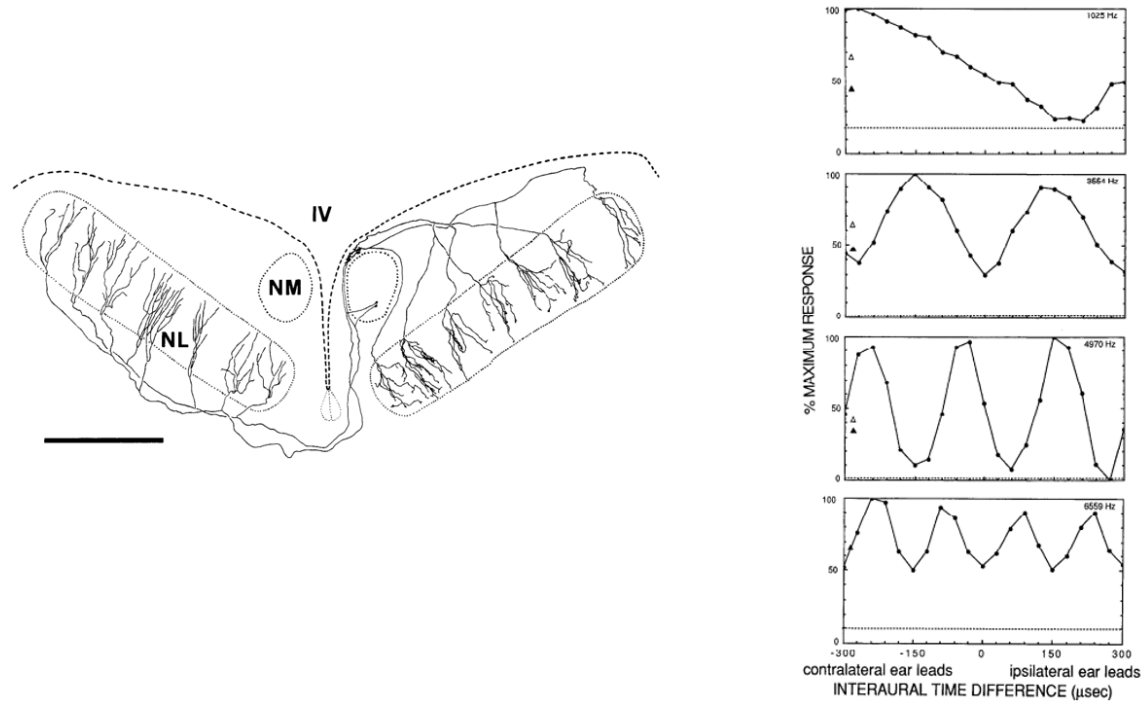 IV
NM
NL
100
1025 Hz
50
0
100
3664 Hz
50
0
100
4970 Hz
50
0
100
6559 Hz
50
0
% MAXIMUM RESPONSE
-300 -150 0 150 300
contralateral ear leads ipsilateral ear leads
INTERAURAL TIME DIFFERENCE (µsec)